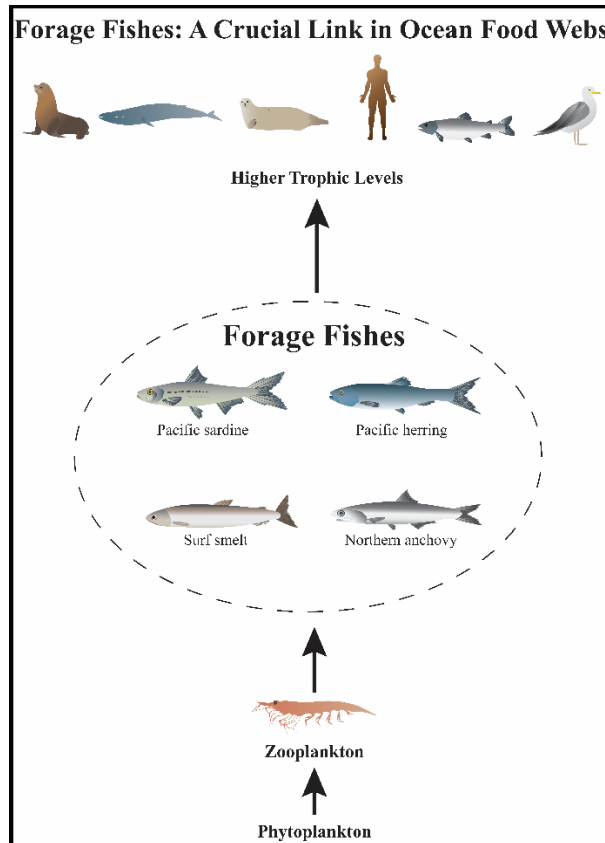 Forage Fishes: A Crucial Link in Ocean Food Webs
Higher Trophic Levels
Forage Fishes
Pacific sardine
Pacific herring
Surf smelt
Northern anchovy
Zooplankton
Phytoplankton